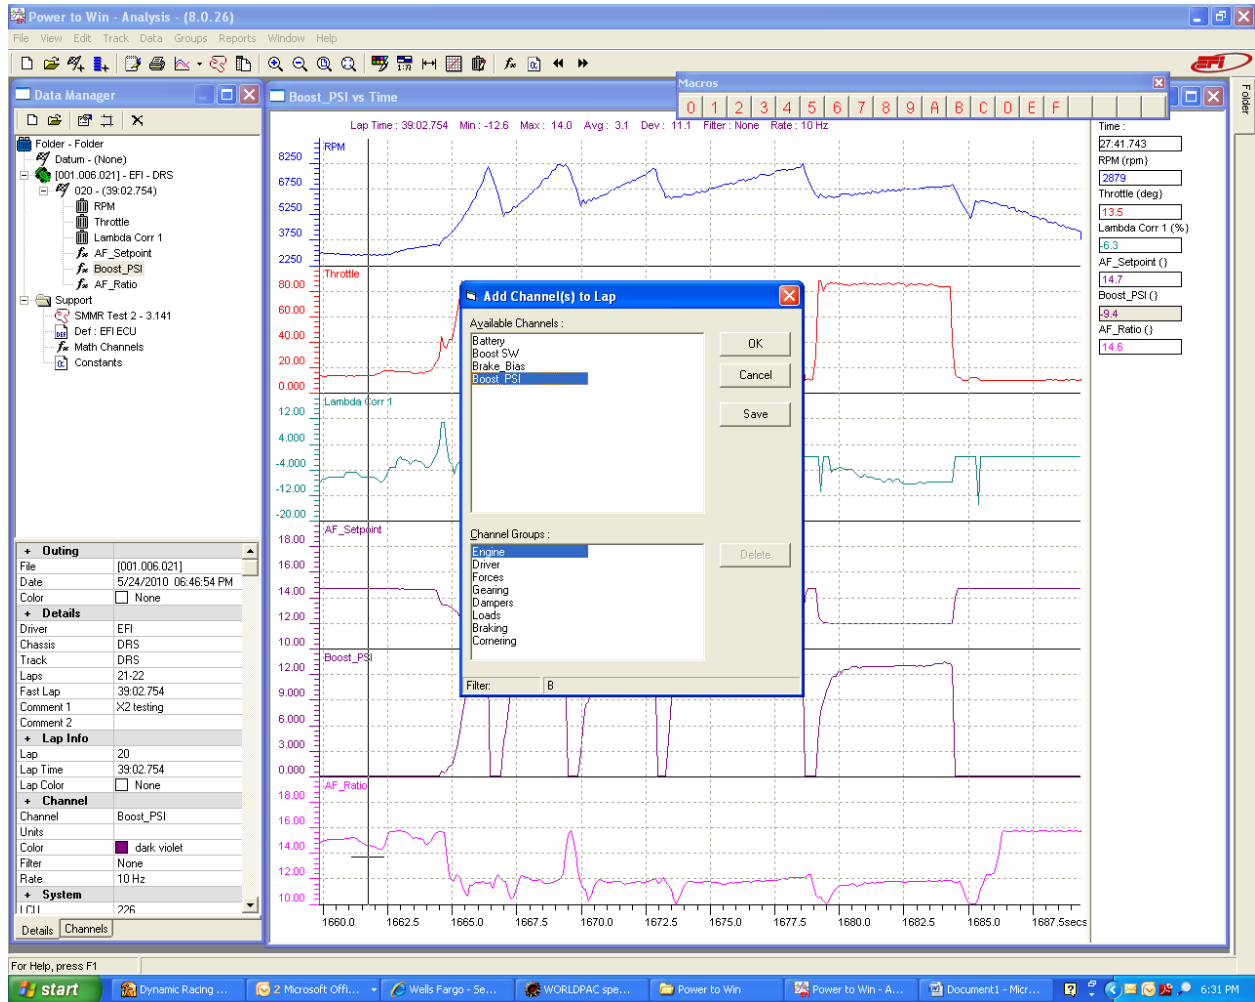 Power to Win - Analysis - (8.0.26)
File View Edit Track Data Groups Reports Window Help
EFI
Macros
0 1 2 3 4 5 6 7 8 9 A B C D E F
Folder
Data Manager
Folder - Folder
Datum - (None)
[001.006.021] - EFI - DRS
020 - (39:02.754)
RPM
Throttle
Lambda Corr 1
AF_Setpoint
Boost_PSI
AF_Ratio
Support
SMMR Test 2 - 3.141
Def : EFI ECU
Math Channels
Constants
+ Outing
File [001.006.021]
Date 5/24/2010 06:46:54 PM
Color None
+ Details
Driver EFI
Chassis DRS
Track DRS
Laps 21-22
Fast Lap 39:02.754
Comment 1 X2 testing
Comment 2
+ Lap Info
Lap 20
Lap Time 39:02.754
Lap Color None
+ Channel
Channel Boost_PSI
Units
Color dark violet
Filter None
Rate 10 Hz
+ System
LCU 226
Details Channels
Boost_PSI vs Time
Lap Time : 39:02.754 Min : -12.6 Max : 14.0 Avg : 3.1 Dev : 11.1 Filter : None Rate : 10 Hz
RPM
8250
6750
5250
3750
2250
Throttle
80.00
60.00
40.00
20.00
0.000
Lambda Corr 1
12.00
4.000
-4.000
-12.00
-20.00
AF_Setpoint
18.00
16.00
14.00
12.00
10.00
Boost_PSI
12.00
9.000
6.000
3.000
0.000
AF_Ratio
18.00
16.00
14.00
12.00
10.00
1660.0 1662.5 1665.0 1667.5 1670.0 1672.5 1675.0 1677.5 1680.0 1682.5 1685.0 1687.5secs
Add Channel(s) to Lap
Available Channels :
Battery
Boost SW
Brake_Bias
Boost_PSI
OK
Cancel
Save
Channel Groups :
Engine
Driver
Forces
Gearing
Dampers
Loads
Braking
Cornering
Delete
Filter: B
Time :
27:41.743
RPM (rpm)
2879
Throttle (deg)
13.5
Lambda Corr 1 (%)
-6.3
AF_Setpoint ()
14.7
Boost_PSI ()
-9.4
AF_Ratio ()
14.6
For Help, press F1
start
Dynamic Racing ...
2 Microsoft Offi...
Wells Fargo - Se...
WORLDPAC spe...
Power to Win
Power to Win - A...
Document1 - Micr...
6:31 PM